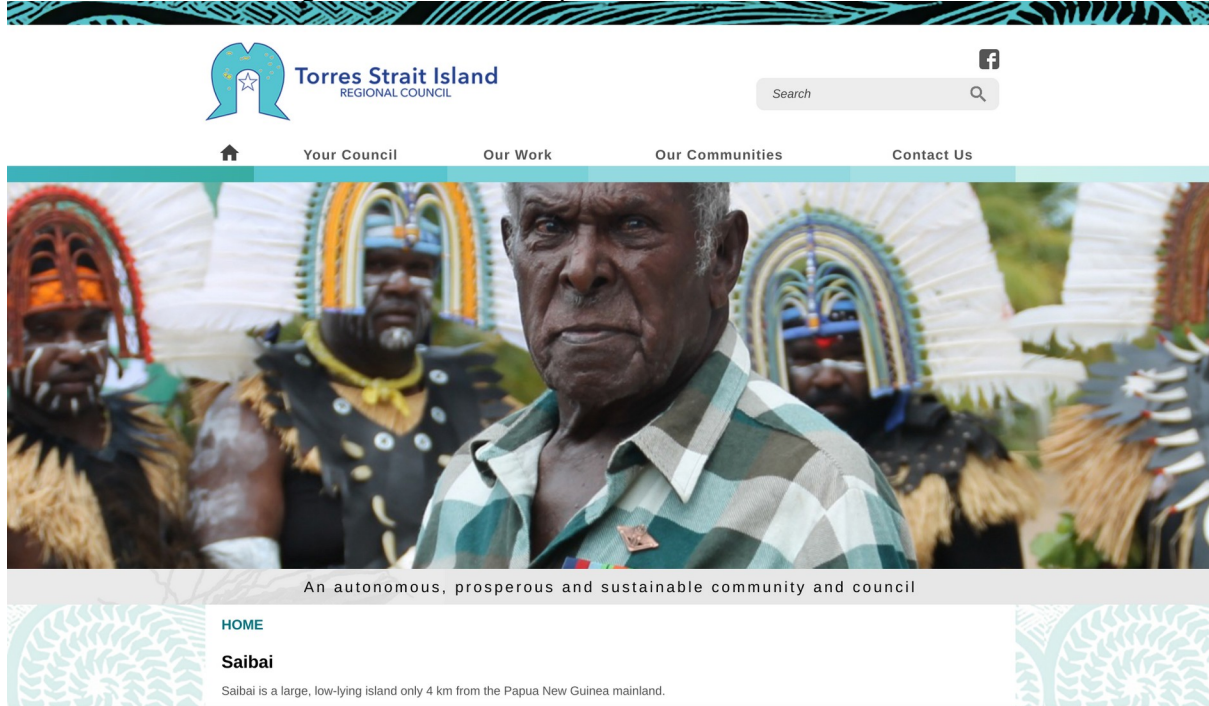 Torres Strait Island
REGIONAL COUNCIL
Search
Your Council
Our Work
Our Communities
Contact Us
An autonomous, prosperous and sustainable community and council
HOME
Saibai
Saibai is a large, low-lying island only 4 km from the Papua New Guinea mainland.